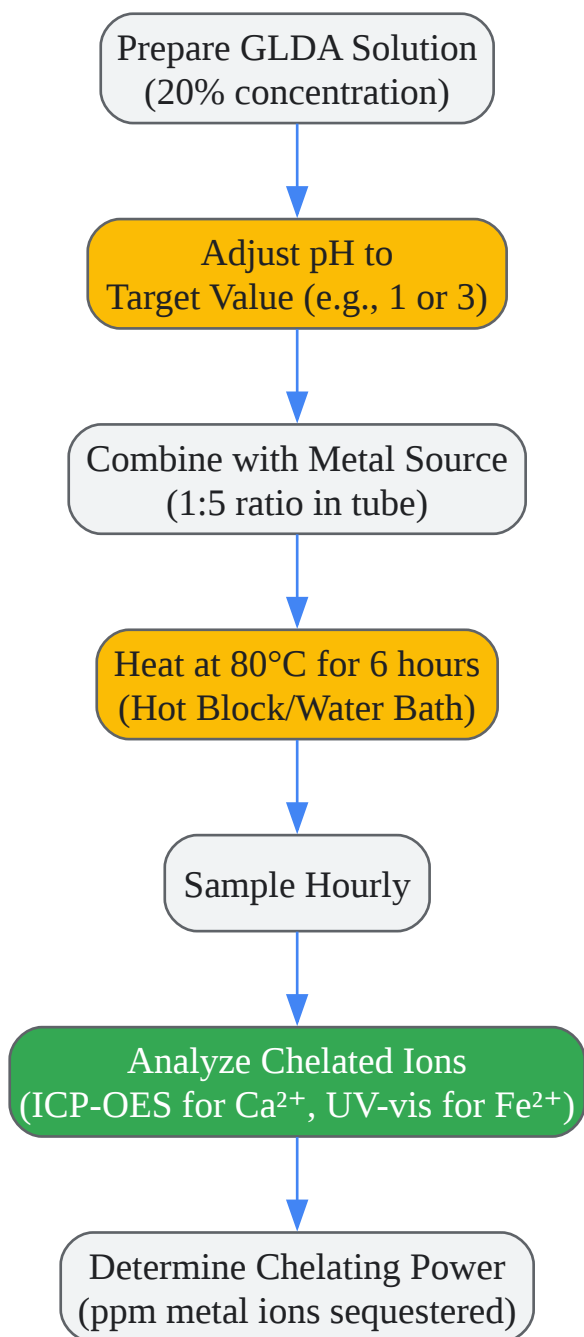 Prepare GLDA Solution
(20% concentration)
Adjust pH to
Target Value (e.g., 1 or 3)
Combine with Metal Source
(1:5 ratio in tube)
Heat at 80°C for 6 hours
(Hot Block/Water Bath)
Sample Hourly
Analyze Chelated Ions
(ICP-OES for Ca²⁺, UV-vis for Fe²⁺)
Determine Chelating Power
(ppm metal ions sequestered)